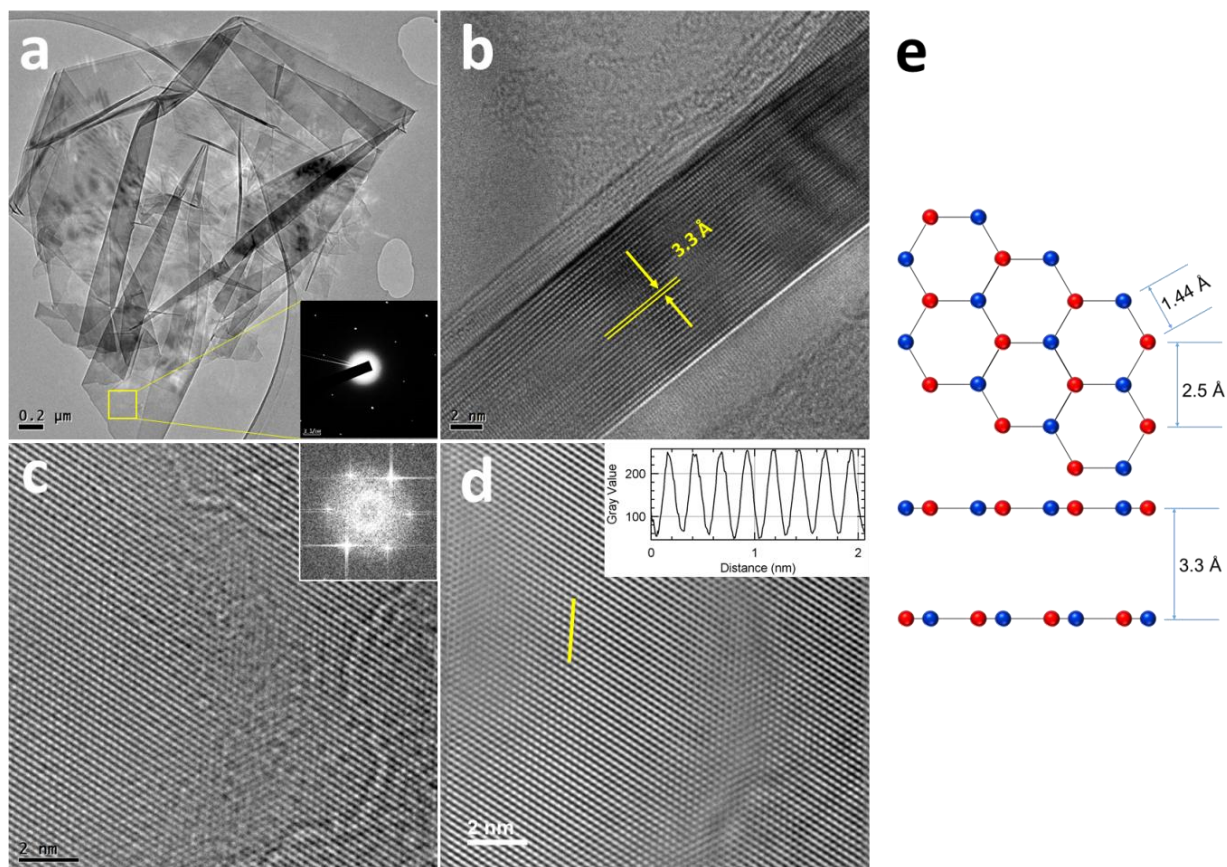 a
0.2 µm
b
3.3 Å
2 nm
c
2 nm
d
200
100
Gray Value
0
1
2
Distance (nm)
2 nm
e
1.44 Å
2.5 Å
3.3 Å